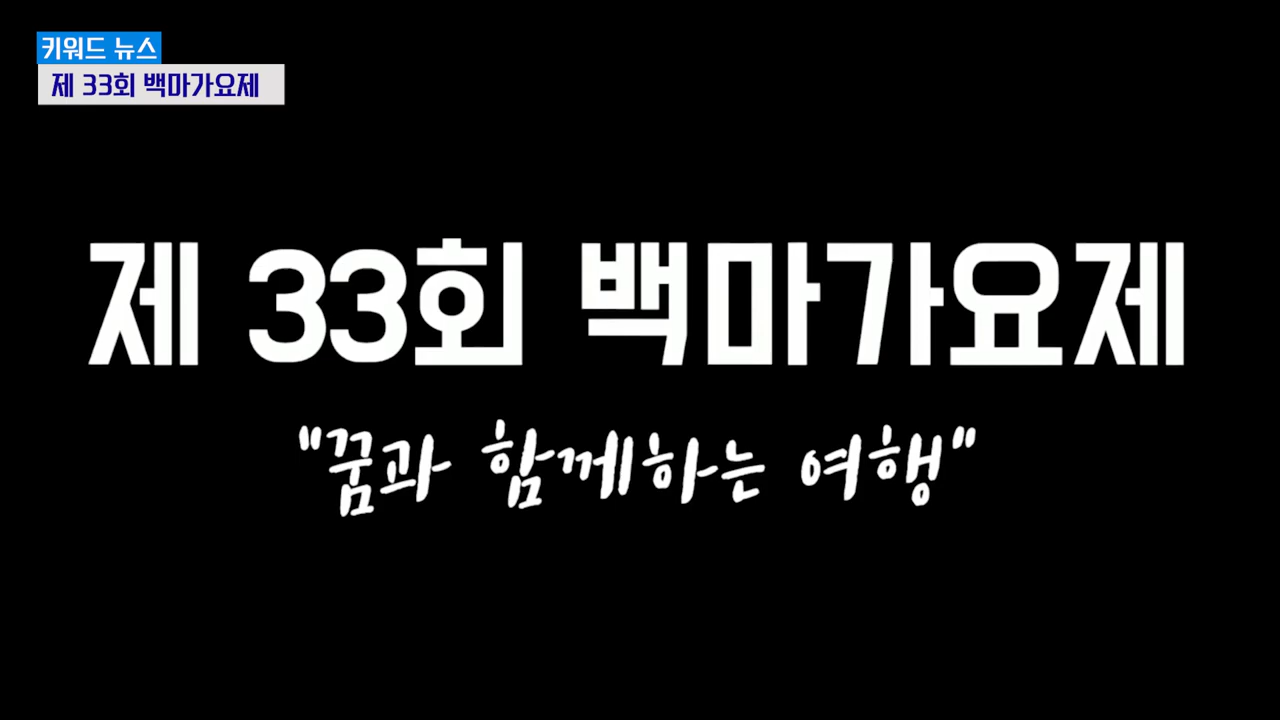 키워드 뉴스
제 33회 백마가요제
제 33회 백마가요제
"꿈과 함께하는 여행"